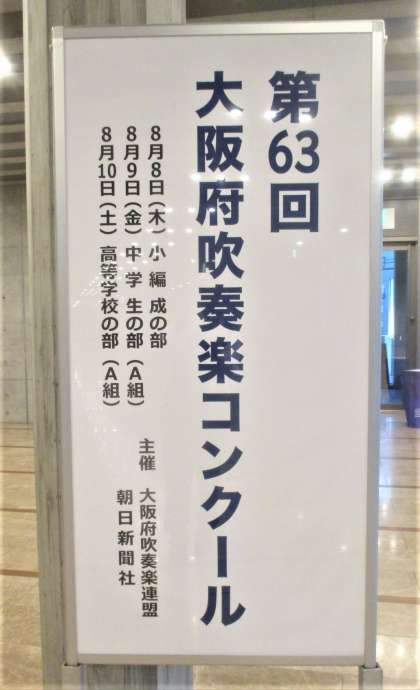 第63回
大阪府吹奏楽コンクール
8月8日(木)小編成の部
8月9日(金)中学生の部(A組)
8月10日(土)高等学校の部(A組)
主催 大阪府吹奏楽連盟
朝日新聞社